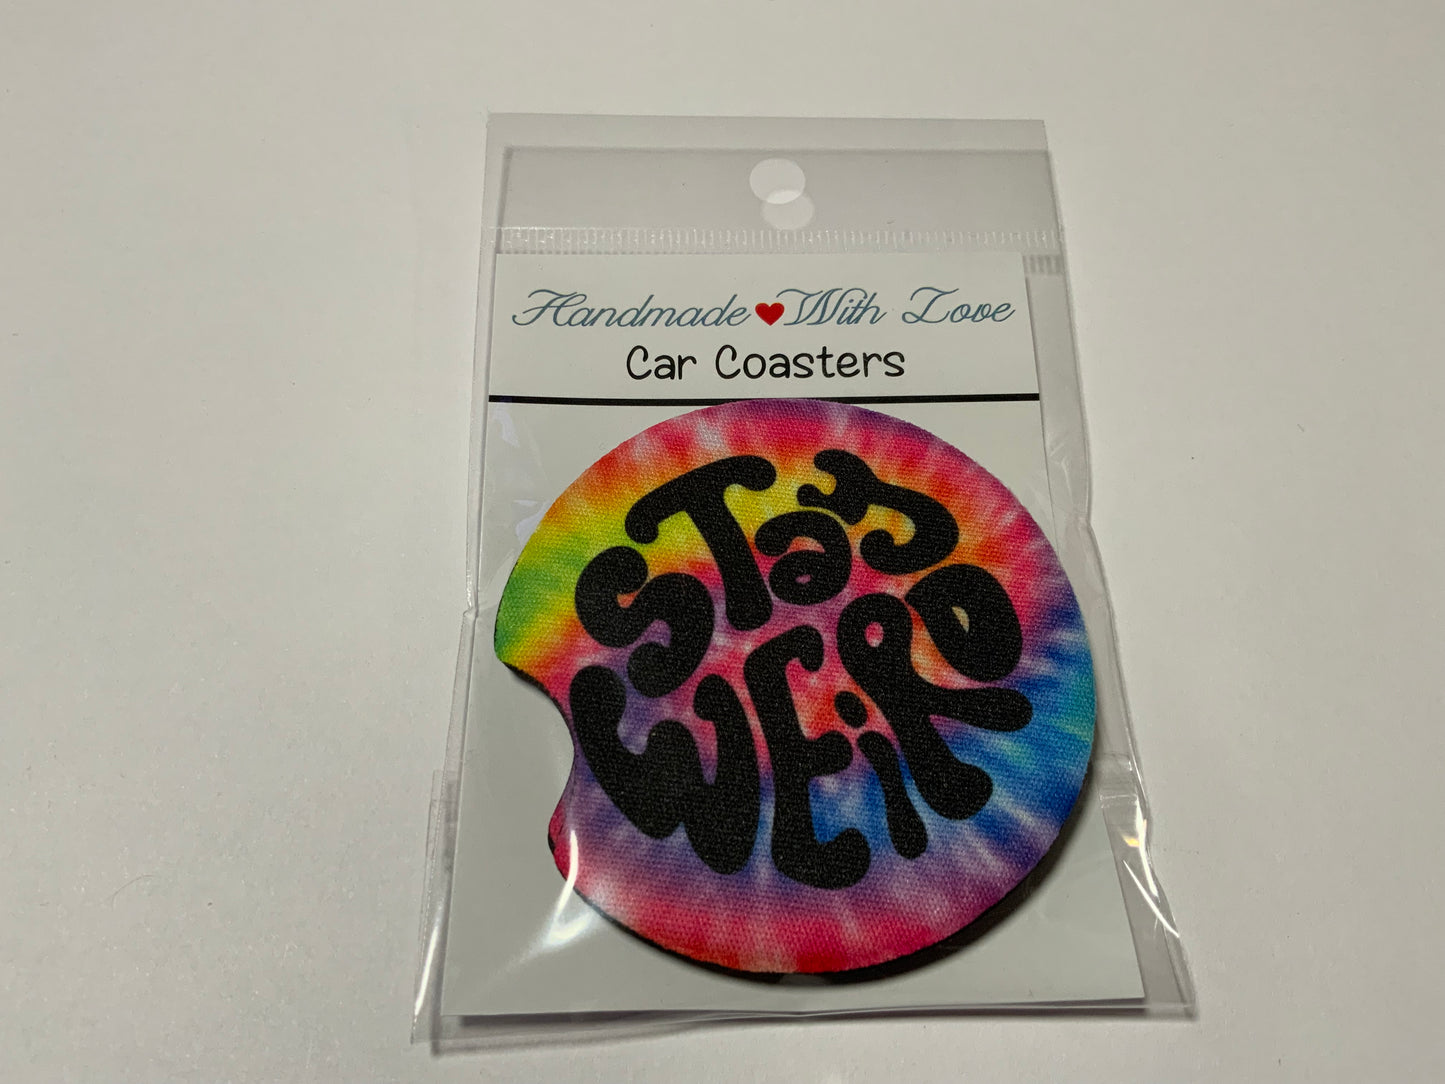 Handmade ❤ With Love
Car Coasters
STay
WEiRD